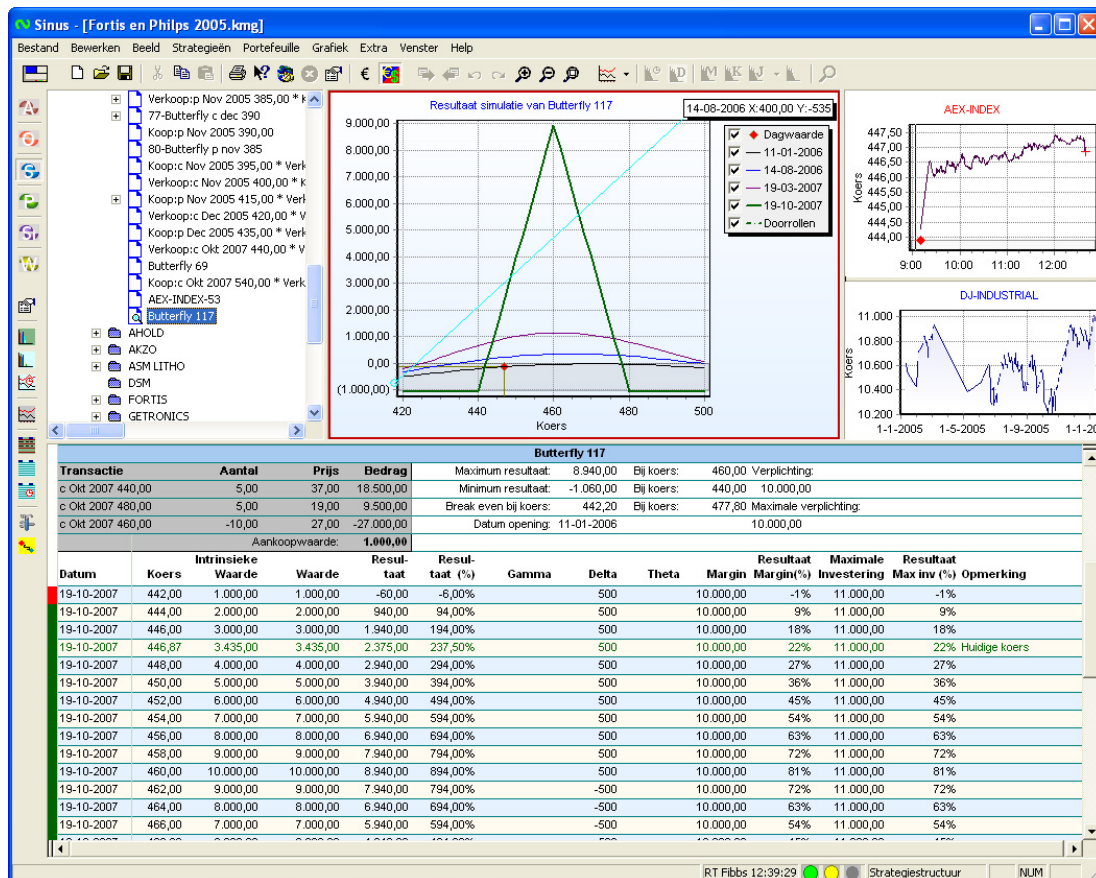 Sinus - [Fortis en Philps 2005.kmg]
Bestand Bewerken Beeld Strategieën Portefeuille Grafiek Extra Venster Help
Verkoop:p Nov 2005 385,00 * K
77-Butterfly c dec 390
Koop:p Nov 2005 390,00
80-Butterfly p nov 385
Koop:c Nov 2005 395,00 * Verk
Verkoop:c Nov 2005 400,00 * K
Koop:p Nov 2005 415,00 * Verk
Verkoop:c Dec 2005 420,00 * V
Koop:p Dec 2005 435,00 * Verk
Verkoop:c Okt 2007 440,00 * V
Butterfly 69
Koop:c Okt 2007 540,00 * Verk
AEX-INDEX-53
Butterfly 117
AHOLD
AKZO
ASM LITHO
DSM
FORTIS
GETRONICS
Resultaat simulatie van Butterfly 117
14-08-2006 X:400,00 Y:-535
9.000,00
8.000,00
7.000,00
6.000,00
5.000,00
4.000,00
3.000,00
2.000,00
1.000,00
0,00
(1.000,00)
420 440 460 480 500
Koers
Dagwaarde
11-01-2006
14-08-2006
19-03-2007
19-10-2007
Doorrollen
AEX-INDEX
Koers
447,50
447,00
446,50
446,00
445,50
445,00
444,50
444,00
9:00 10:00 11:00 12:00
DJ-INDUSTRIAL
Koers
11.000
10.800
10.600
10.400
10.200
1-1-2005 1-5-2005 1-9-2005 1-1-2
Butterfly 117
Transactie Aantal Prijs Bedrag Maximum resultaat: 8.940,00 Bij koers: 460,00 Verplichting:
c Okt 2007 440,00 5,00 37,00 18.500,00 Minimum resultaat: -1.060,00 Bij koers: 440,00 10.000,00
c Okt 2007 480,00 5,00 19,00 9.500,00 Break even bij koers: 442,20 Bij koers: 477,80 Maximale verplichting:
c Okt 2007 460,00 -10,00 27,00 -27.000,00 Datum opening: 11-01-2006 10.000,00
Aankoopwaarde: 1.000,00
Intrinsieke Resul- Resul- Resultaat Maximale Resultaat
Datum Koers Waarde Waarde taat taat (%) Gamma Delta Theta Margin Margin(%) Investering Max inv (%) Opmerking
19-10-2007 442,00 1.000,00 1.000,00 -60,00 -6,00% 500 10.000,00 -1% 11.000,00 -1%
19-10-2007 444,00 2.000,00 2.000,00 940,00 94,00% 500 10.000,00 9% 11.000,00 9%
19-10-2007 446,00 3.000,00 3.000,00 1.940,00 194,00% 500 10.000,00 18% 11.000,00 18%
19-10-2007 446,87 3.435,00 3.435,00 2.375,00 237,50% 500 10.000,00 22% 11.000,00 22% Huidige koers
19-10-2007 448,00 4.000,00 4.000,00 2.940,00 294,00% 500 10.000,00 27% 11.000,00 27%
19-10-2007 450,00 5.000,00 5.000,00 3.940,00 394,00% 500 10.000,00 36% 11.000,00 36%
19-10-2007 452,00 6.000,00 6.000,00 4.940,00 494,00% 500 10.000,00 45% 11.000,00 45%
19-10-2007 454,00 7.000,00 7.000,00 5.940,00 594,00% 500 10.000,00 54% 11.000,00 54%
19-10-2007 456,00 8.000,00 8.000,00 6.940,00 694,00% 500 10.000,00 63% 11.000,00 63%
19-10-2007 458,00 9.000,00 9.000,00 7.940,00 794,00% 500 10.000,00 72% 11.000,00 72%
19-10-2007 460,00 10.000,00 10.000,00 8.940,00 894,00% 500 10.000,00 81% 11.000,00 81%
19-10-2007 462,00 9.000,00 9.000,00 7.940,00 794,00% -500 10.000,00 72% 11.000,00 72%
19-10-2007 464,00 8.000,00 8.000,00 6.940,00 694,00% -500 10.000,00 63% 11.000,00 63%
19-10-2007 466,00 7.000,00 7.000,00 5.940,00 594,00% -500 10.000,00 54% 11.000,00 54%
RT Fibbs 12:39:29 Strategiestructuur NUM